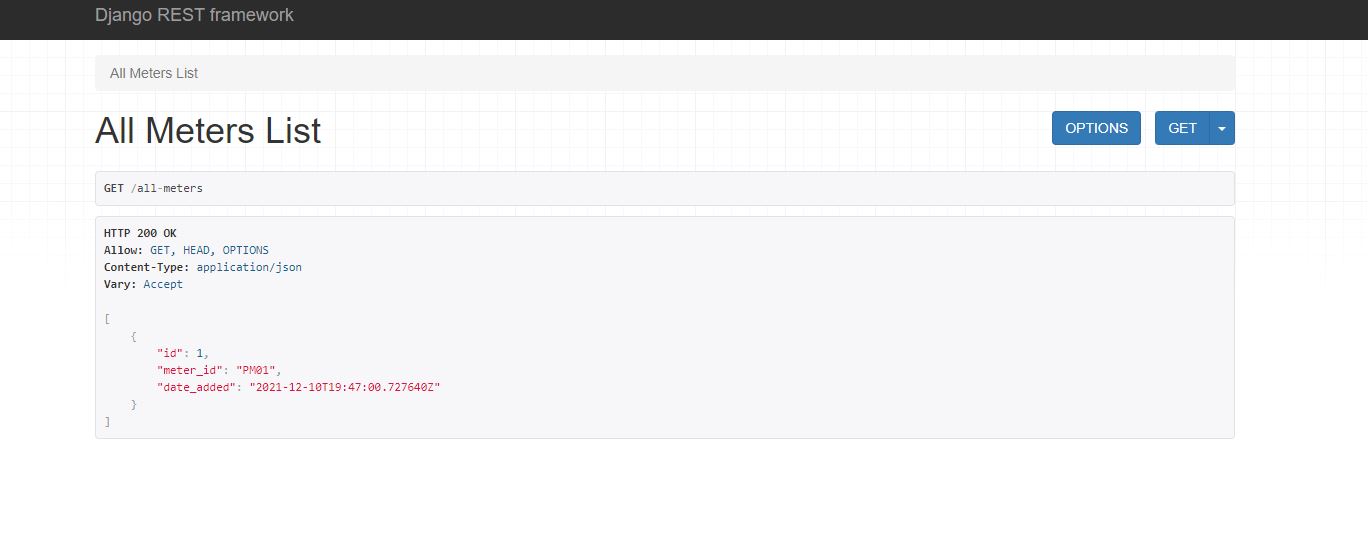 Django REST framework
All Meters List
All Meters List
OPTIONS
GET
GET /all-meters
HTTP 200 OK
Allow: GET, HEAD, OPTIONS
Content-Type: application/json
Vary: Accept
[
    {
        "id": 1,
        "meter_id": "PM01",
        "date_added": "2021-12-10T19:47:00.727640Z"
    }
]